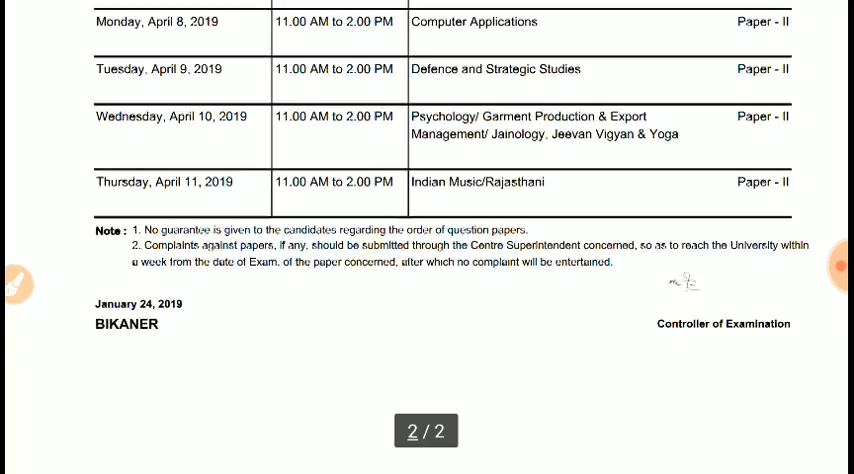 Monday, April 8, 2019 11.00 AM to 2.00 PM Computer Applications Paper - II
Tuesday, April 9, 2019 11.00 AM to 2.00 PM Defence and Strategic Studies Paper - II
Wednesday, April 10, 2019 11.00 AM to 2.00 PM Psychology/ Garment Production & Export Paper - II
Management/ Jainology, Jeevan Vigyan & Yoga
Thursday, April 11, 2019 11.00 AM to 2.00 PM Indian Music/Rajasthani Paper - II
Note : 1. No guarantee is given to the candidates regarding the order of question papers.
2. Complaints against papers, if any, should be submitted through the Centre Superintendent concerned, so as to reach the University within
a week from the date of Exam. of the paper concerned, after which no complaint will be entertained.
January 24, 2019
BIKANER Controller of Examination
2 / 2